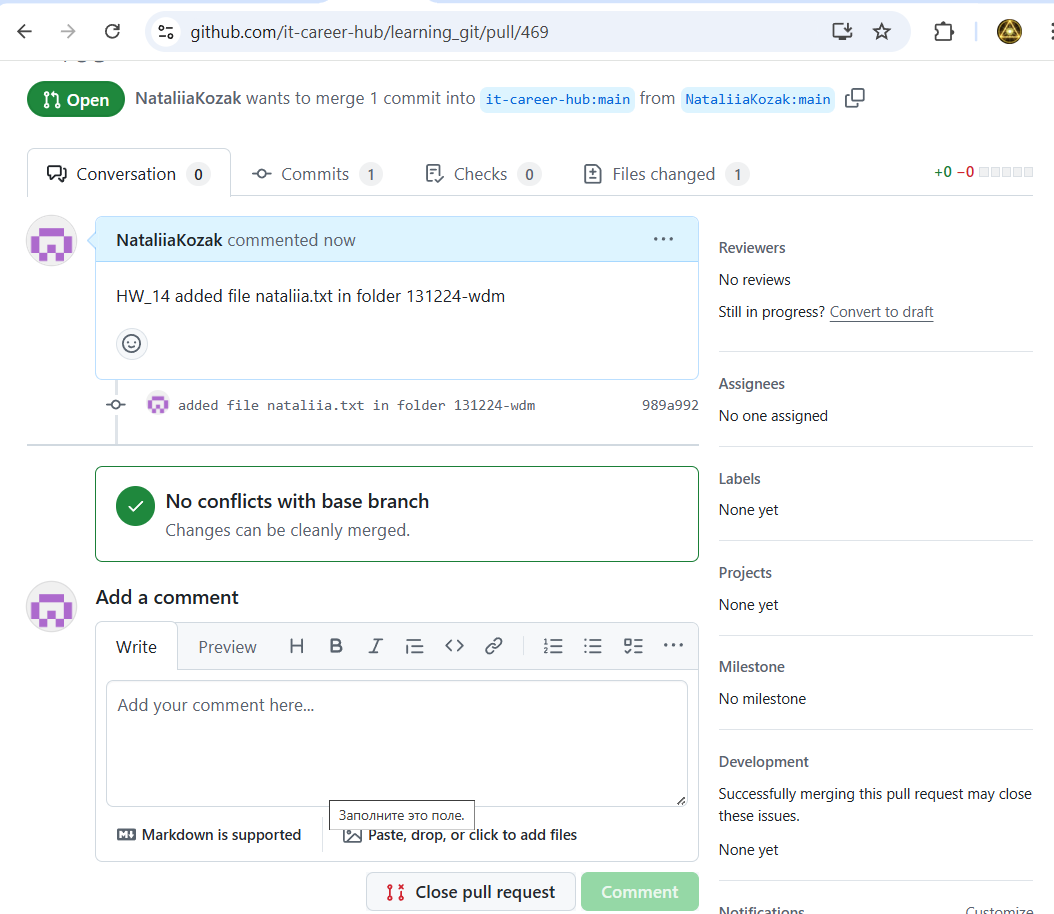 github.com/it-career-hub/learning_git/pull/469
Open
NataliiaKozak wants to merge 1 commit into it-career-hub:main from NataliiaKozak:main
Conversation 0
Commits 1
Checks 0
Files changed 1
+0 −0
NataliiaKozak commented now
HW_14 added file nataliia.txt in folder 131224-wdm
added file nataliia.txt in folder 131224-wdm 989a992
No conflicts with base branch
Changes can be cleanly merged.
Add a comment
Write Preview H B I
Add your comment here...
Заполните это поле.
Markdown is supported
Paste, drop, or click to add files
Close pull request
Comment
Reviewers
No reviews
Still in progress? Convert to draft
Assignees
No one assigned
Labels
None yet
Projects
None yet
Milestone
No milestone
Development
Successfully merging this pull request may close
these issues.
None yet
Notifications Customize